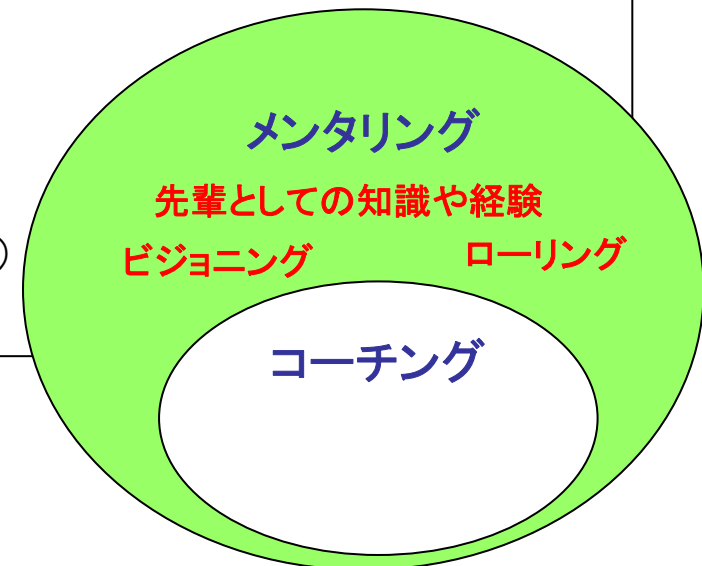 メンタリング
先輩としての知識や経験
ビジョニング ローリング
)
コーチング